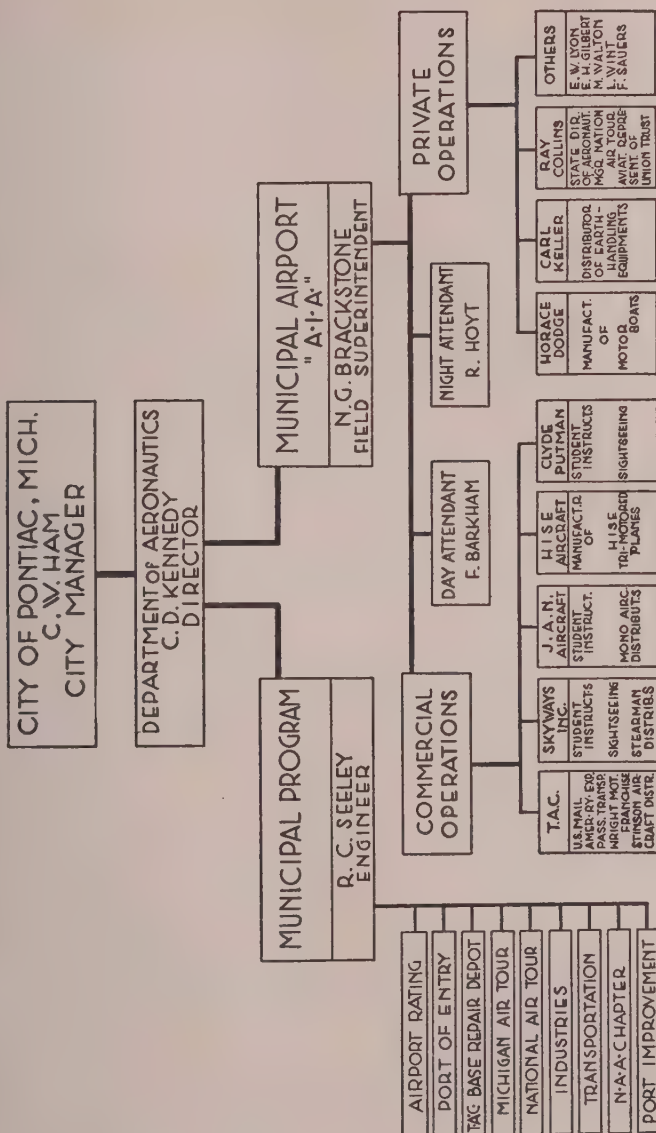 CITY OF PONTIAC, MICH.
C. W. HAM
CITY MANAGER
DEPARTMENT OF AERONAUTICS
C. D. KENNEDY
DIRECTOR
MUNICIPAL PROGRAM
R. C. SEELEY
ENGINEER
MUNICIPAL AIRPORT
"A·I·A·"
N. G. BRACKSTONE
FIELD SUPERINTENDENT
AIRPORT RATING
PORT OF ENTRY
TAC· BASE REPAIR DEPOT
MICHIGAN AIR TOUR
NATIONAL AIR TOUR
INDUSTRIES
TRANSPORTATION
N·A·A·CHAPTER
PORT IMPROVEMENT
COMMERCIAL
OPERATIONS
DAY ATTENDANT
F. BARKHAM
NIGHT ATTENDANT
R. HOYT
PRIVATE
OPERATIONS
T.A.C.
U.S. MAIL
AMER·RY·EXP.
PASS. TRANSP.
WRIGHT MOT.
FRANCHISE
STINSON AIR-
CRAFT DISTR.
SKYWAYS
INC.
STUDENT
INSTRUCTS
SIGHTSEEING
STEARMAN
DISTRIBS
J. A. N.
AIRCRAFT
STUDENT
INSTRUCT.
MONO AIRC.
DISTRIBUTS
HISE
AIRCRAFT
MANUFACT.R
OF
HISE
TRI-MOTORED
PLANES
CLYDE
PUTMAN
STUDENT
INSTRUCTS
SIGHTSEEING
HORACE
DODGE
MANUFACT.
OF
MOTOR
BOATS
CARL
KELLER
DISTRIBUTOR
OF EARTH-
HANDLING
EQUIPMENTS
RAY
COLLINS
STATE DIR.
OF AERONAUT.
MGR. NATION
AIR TOUR
AVIAT. REPRE-
SENT. OF
UNION TRUST
OTHERS
E. W. LYON
E. H. GILBERT
M. WALTON
L. WINT
F. SAUERS